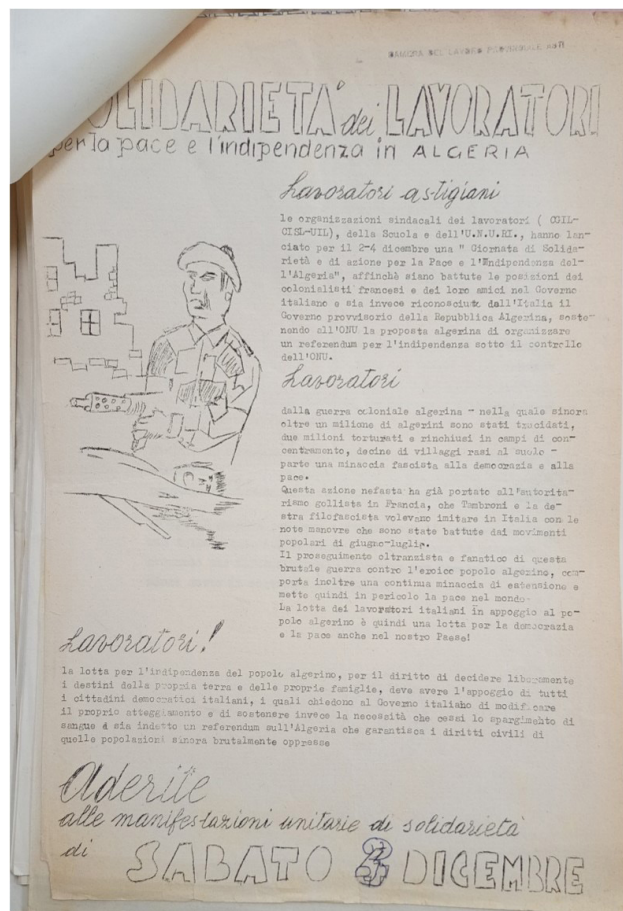 CAMERA DEL LAVORO PROVINCIALE
SOLIDARIETA' dei LAVORATORI
per la pace e l'indipendenza in ALGERIA
Lavoratori astigiani
le organizzazioni sindacali dei lavoratori ( CGIL-
CISL-UIL), della Scuola e dell'U.N.U.RI., hanno lan-
ciato per il 2-4 dicembre una " Giornata di Solida-
rietà e di azione per la Pace e l'Indipendenza del-
l'Algeria", affinchè siano battute le posizioni dei
colonialisti francesi e dei loro amici nel Governo
italiano e sia invece riconosciuto dall'Italia il
Governo provvisorio della Repubblica Algerina, soste-
nendo all'ONU la proposta algerina di organizzare
un referendum per l'indipendenza sotto il controllo
dell'ONU.
Lavoratori
dalla guerra coloniale algerina - nella quale sinora
oltre un milione di algerini sono stati trucidati,
due milioni torturati e rinchiusi in campi di con-
centramento, decine di villaggi rasi al suolo -
parte una minaccia fascista alla democrazia e alla
pace.
Questa azione nefasta ha già portato all'autorita-
rismo gollista in Francia, che Tambroni e la de-
stra filofascista volevano imitare in Italia con le
note manovre che sono state battute dai movimenti
popolari di giugno-luglio.
Il proseguimento oltranzista e fanatico di questa
brutale guerra contro l'eroico popolo algerino, com-
porta inoltre una continua minaccia di estensione e
mette quindi in pericolo la pace nel mondo.
La lotta dei lavoratori italiani in appoggio al po-
polo algerino è quindi una lotta per la democrazia
e la pace anche nel nostro Paese!
Lavoratori!
la lotta per l'indipendenza del popolo algerino, per il diritto di decidere liberamente
i destini della propria terra e delle proprie famiglie, deve avere l'appoggio di tutti
i cittadini democratici italiani, i quali chiedono al Governo italiano di modificare
il proprio atteggiamento e di sostenere invece la necessità che cessi lo spargimento di
sangue e sia indetto un referendum sull'Algeria che garantisca i diritti civili di
quelle popolazioni sinora brutalmente oppresse
Aderite
alle manifestazioni unitarie di solidarietà
di SABATO 3 DICEMBRE